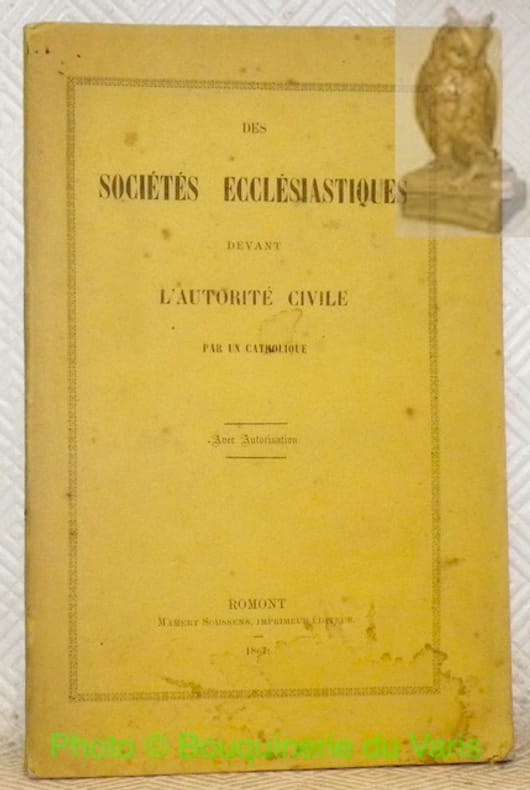 DES
SOCIÉTÉS ECCLÉSIASTIQUES
DEVANT
L'AUTORITÉ CIVILE
PAR UN CATHOLIQUE
Avec Autorisation
ROMONT
MAMERT SOUSSENS, IMPRIMEUR-ÉDITEUR.
Photo © Bouquinerie du Varis